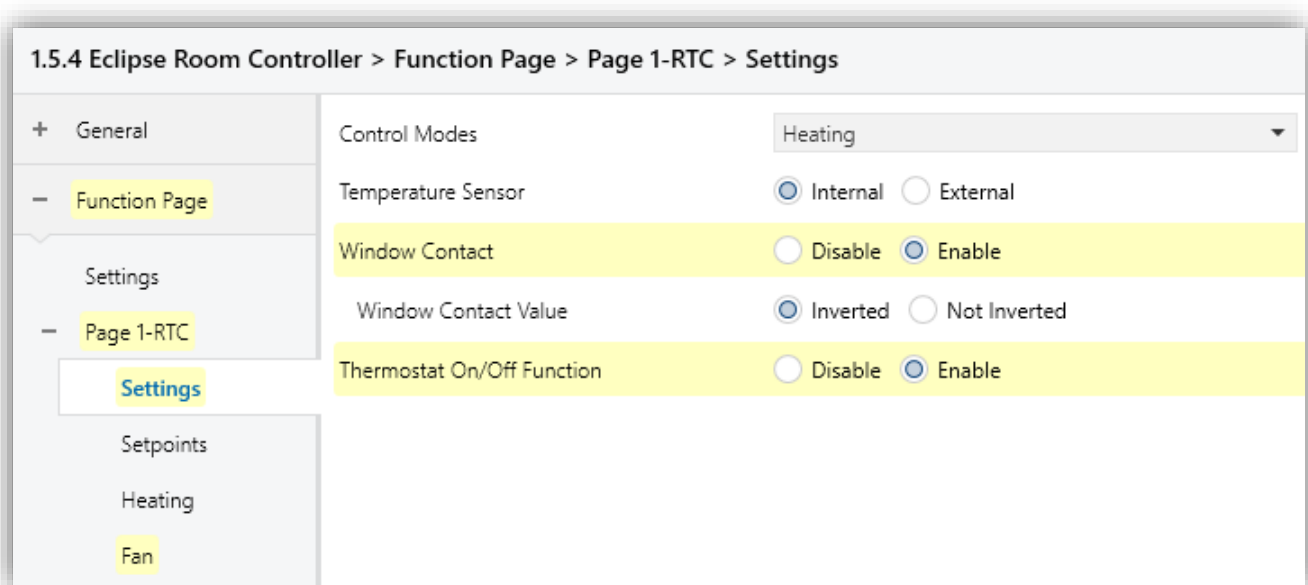 1.5.4 Eclipse Room Controller > Function Page > Page 1-RTC > Settings
+ General
− Function Page
Settings
− Page 1-RTC
Settings
Setpoints
Heating
Fan
Control Modes Heating
Temperature Sensor Internal External
Window Contact Disable Enable
Window Contact Value Inverted Not Inverted
Thermostat On/Off Function Disable Enable